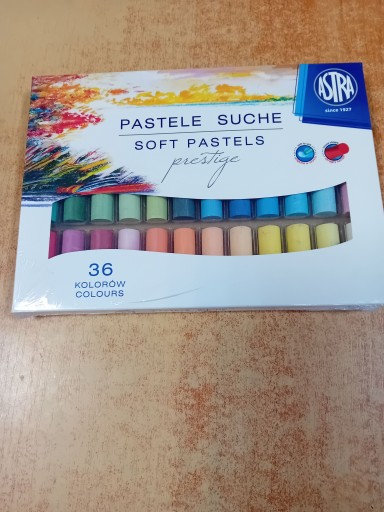 ASTRA
since 1927
PASTELE SUCHE
SOFT PASTELS
prestige
36
KOLORÓW
COLOURS